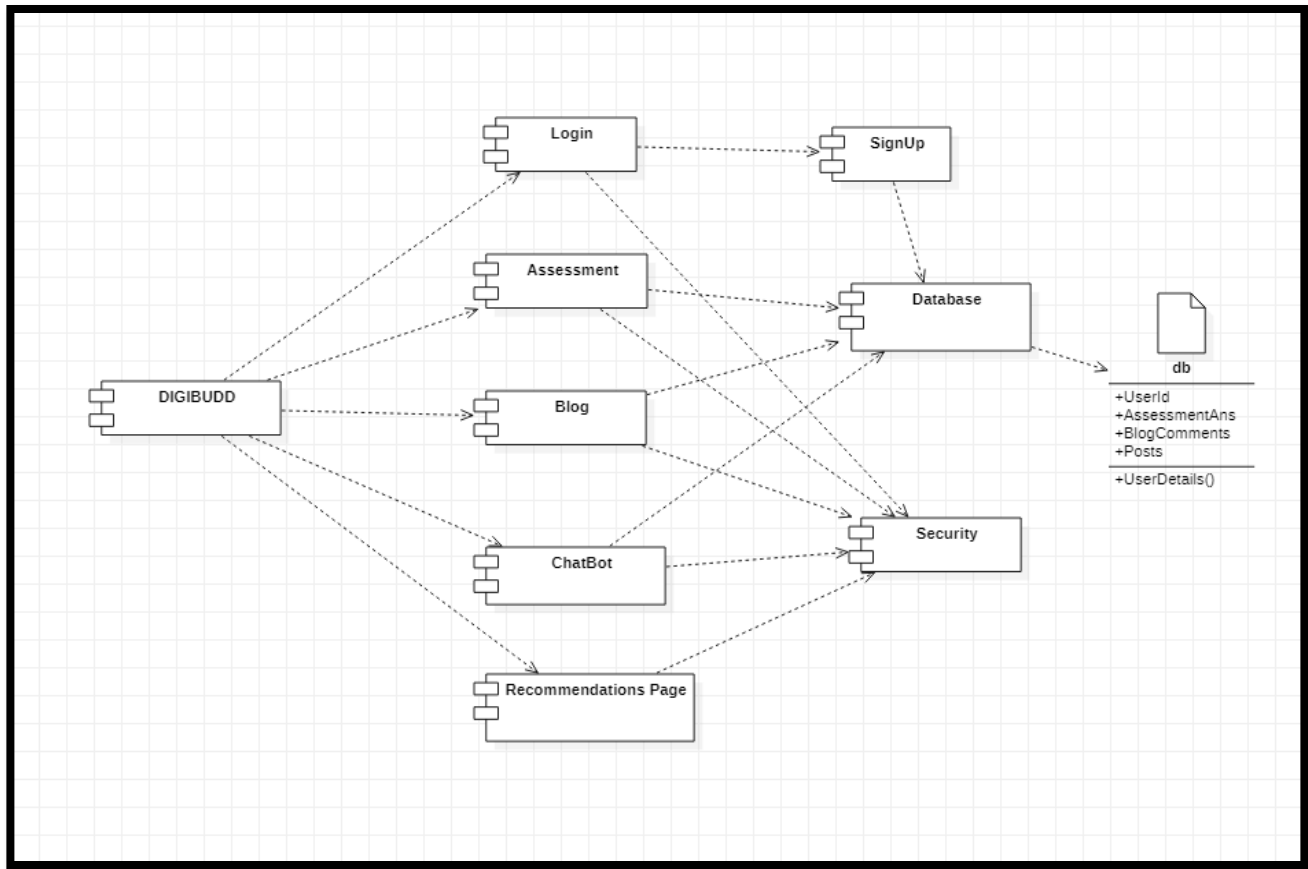 Login
SignUp
Assessment
Database
DIGIBUDD
Blog
db
+UserId
+AssessmentAns
+BlogComments
+Posts
+UserDetails()
ChatBot
Security
Recommendations Page